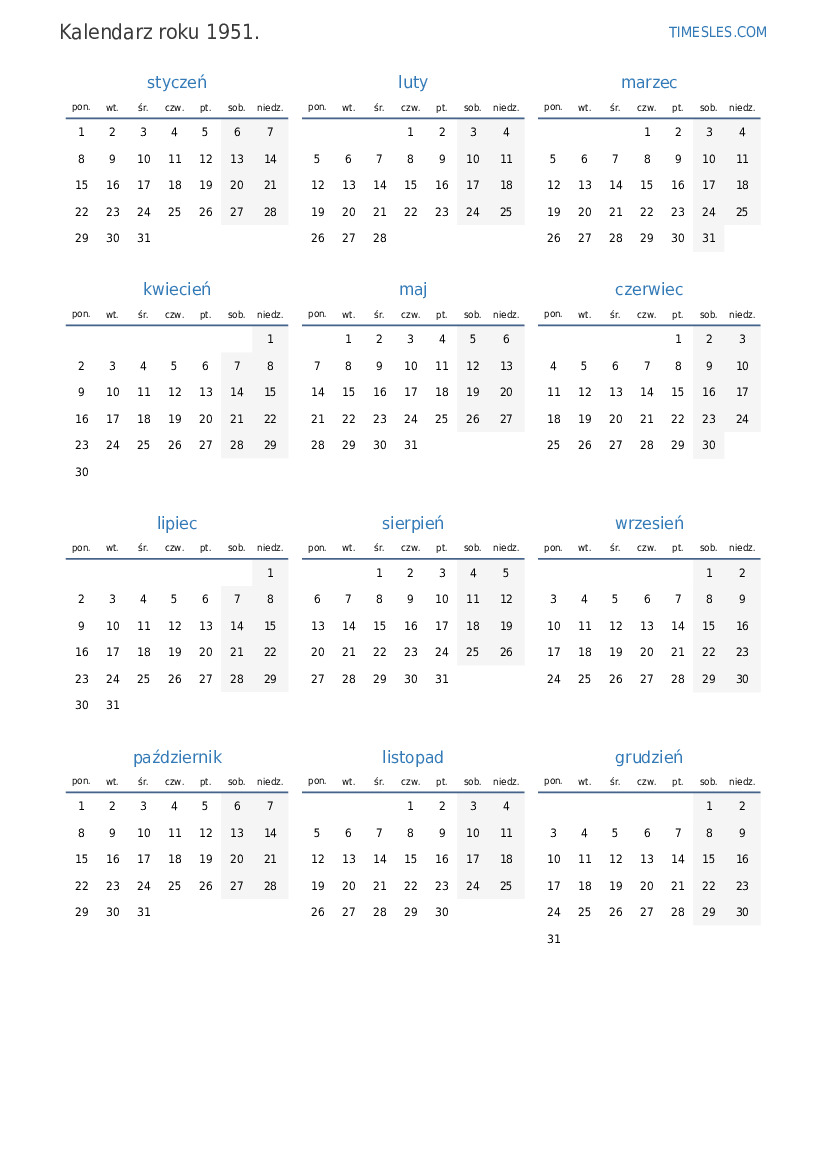 Kalendarz roku 1951.
TIMESLES.COM
styczeń luty marzec
pon. wt. śr. czw. pt. sob. niedz. pon. wt. śr. czw. pt. sob. niedz. pon. wt. śr. czw. pt. sob. niedz.
1 2 3 4 5 6 7 1 2 3 4 1 2 3 4
8 9 10 11 12 13 14 5 6 7 8 9 10 11 5 6 7 8 9 10 11
15 16 17 18 19 20 21 12 13 14 15 16 17 18 12 13 14 15 16 17 18
22 23 24 25 26 27 28 19 20 21 22 23 24 25 19 20 21 22 23 24 25
29 30 31 26 27 28 26 27 28 29 30 31
kwiecień maj czerwiec
pon. wt. śr. czw. pt. sob. niedz. pon. wt. śr. czw. pt. sob. niedz. pon. wt. śr. czw. pt. sob. niedz.
1 1 2 3 4 5 6 1 2 3
2 3 4 5 6 7 8 7 8 9 10 11 12 13 4 5 6 7 8 9 10
9 10 11 12 13 14 15 14 15 16 17 18 19 20 11 12 13 14 15 16 17
16 17 18 19 20 21 22 21 22 23 24 25 26 27 18 19 20 21 22 23 24
23 24 25 26 27 28 29 28 29 30 31 25 26 27 28 29 30
30
lipiec sierpień wrzesień
pon. wt. śr. czw. pt. sob. niedz. pon. wt. śr. czw. pt. sob. niedz. pon. wt. śr. czw. pt. sob. niedz.
1 1 2 3 4 5 1 2
2 3 4 5 6 7 8 6 7 8 9 10 11 12 3 4 5 6 7 8 9
9 10 11 12 13 14 15 13 14 15 16 17 18 19 10 11 12 13 14 15 16
16 17 18 19 20 21 22 20 21 22 23 24 25 26 17 18 19 20 21 22 23
23 24 25 26 27 28 29 27 28 29 30 31 24 25 26 27 28 29 30
30 31
październik listopad grudzień
pon. wt. śr. czw. pt. sob. niedz. pon. wt. śr. czw. pt. sob. niedz. pon. wt. śr. czw. pt. sob. niedz.
1 2 3 4 5 6 7 1 2 3 4 1 2
8 9 10 11 12 13 14 5 6 7 8 9 10 11 3 4 5 6 7 8 9
15 16 17 18 19 20 21 12 13 14 15 16 17 18 10 11 12 13 14 15 16
22 23 24 25 26 27 28 19 20 21 22 23 24 25 17 18 19 20 21 22 23
29 30 31 26 27 28 29 30 24 25 26 27 28 29 30
31